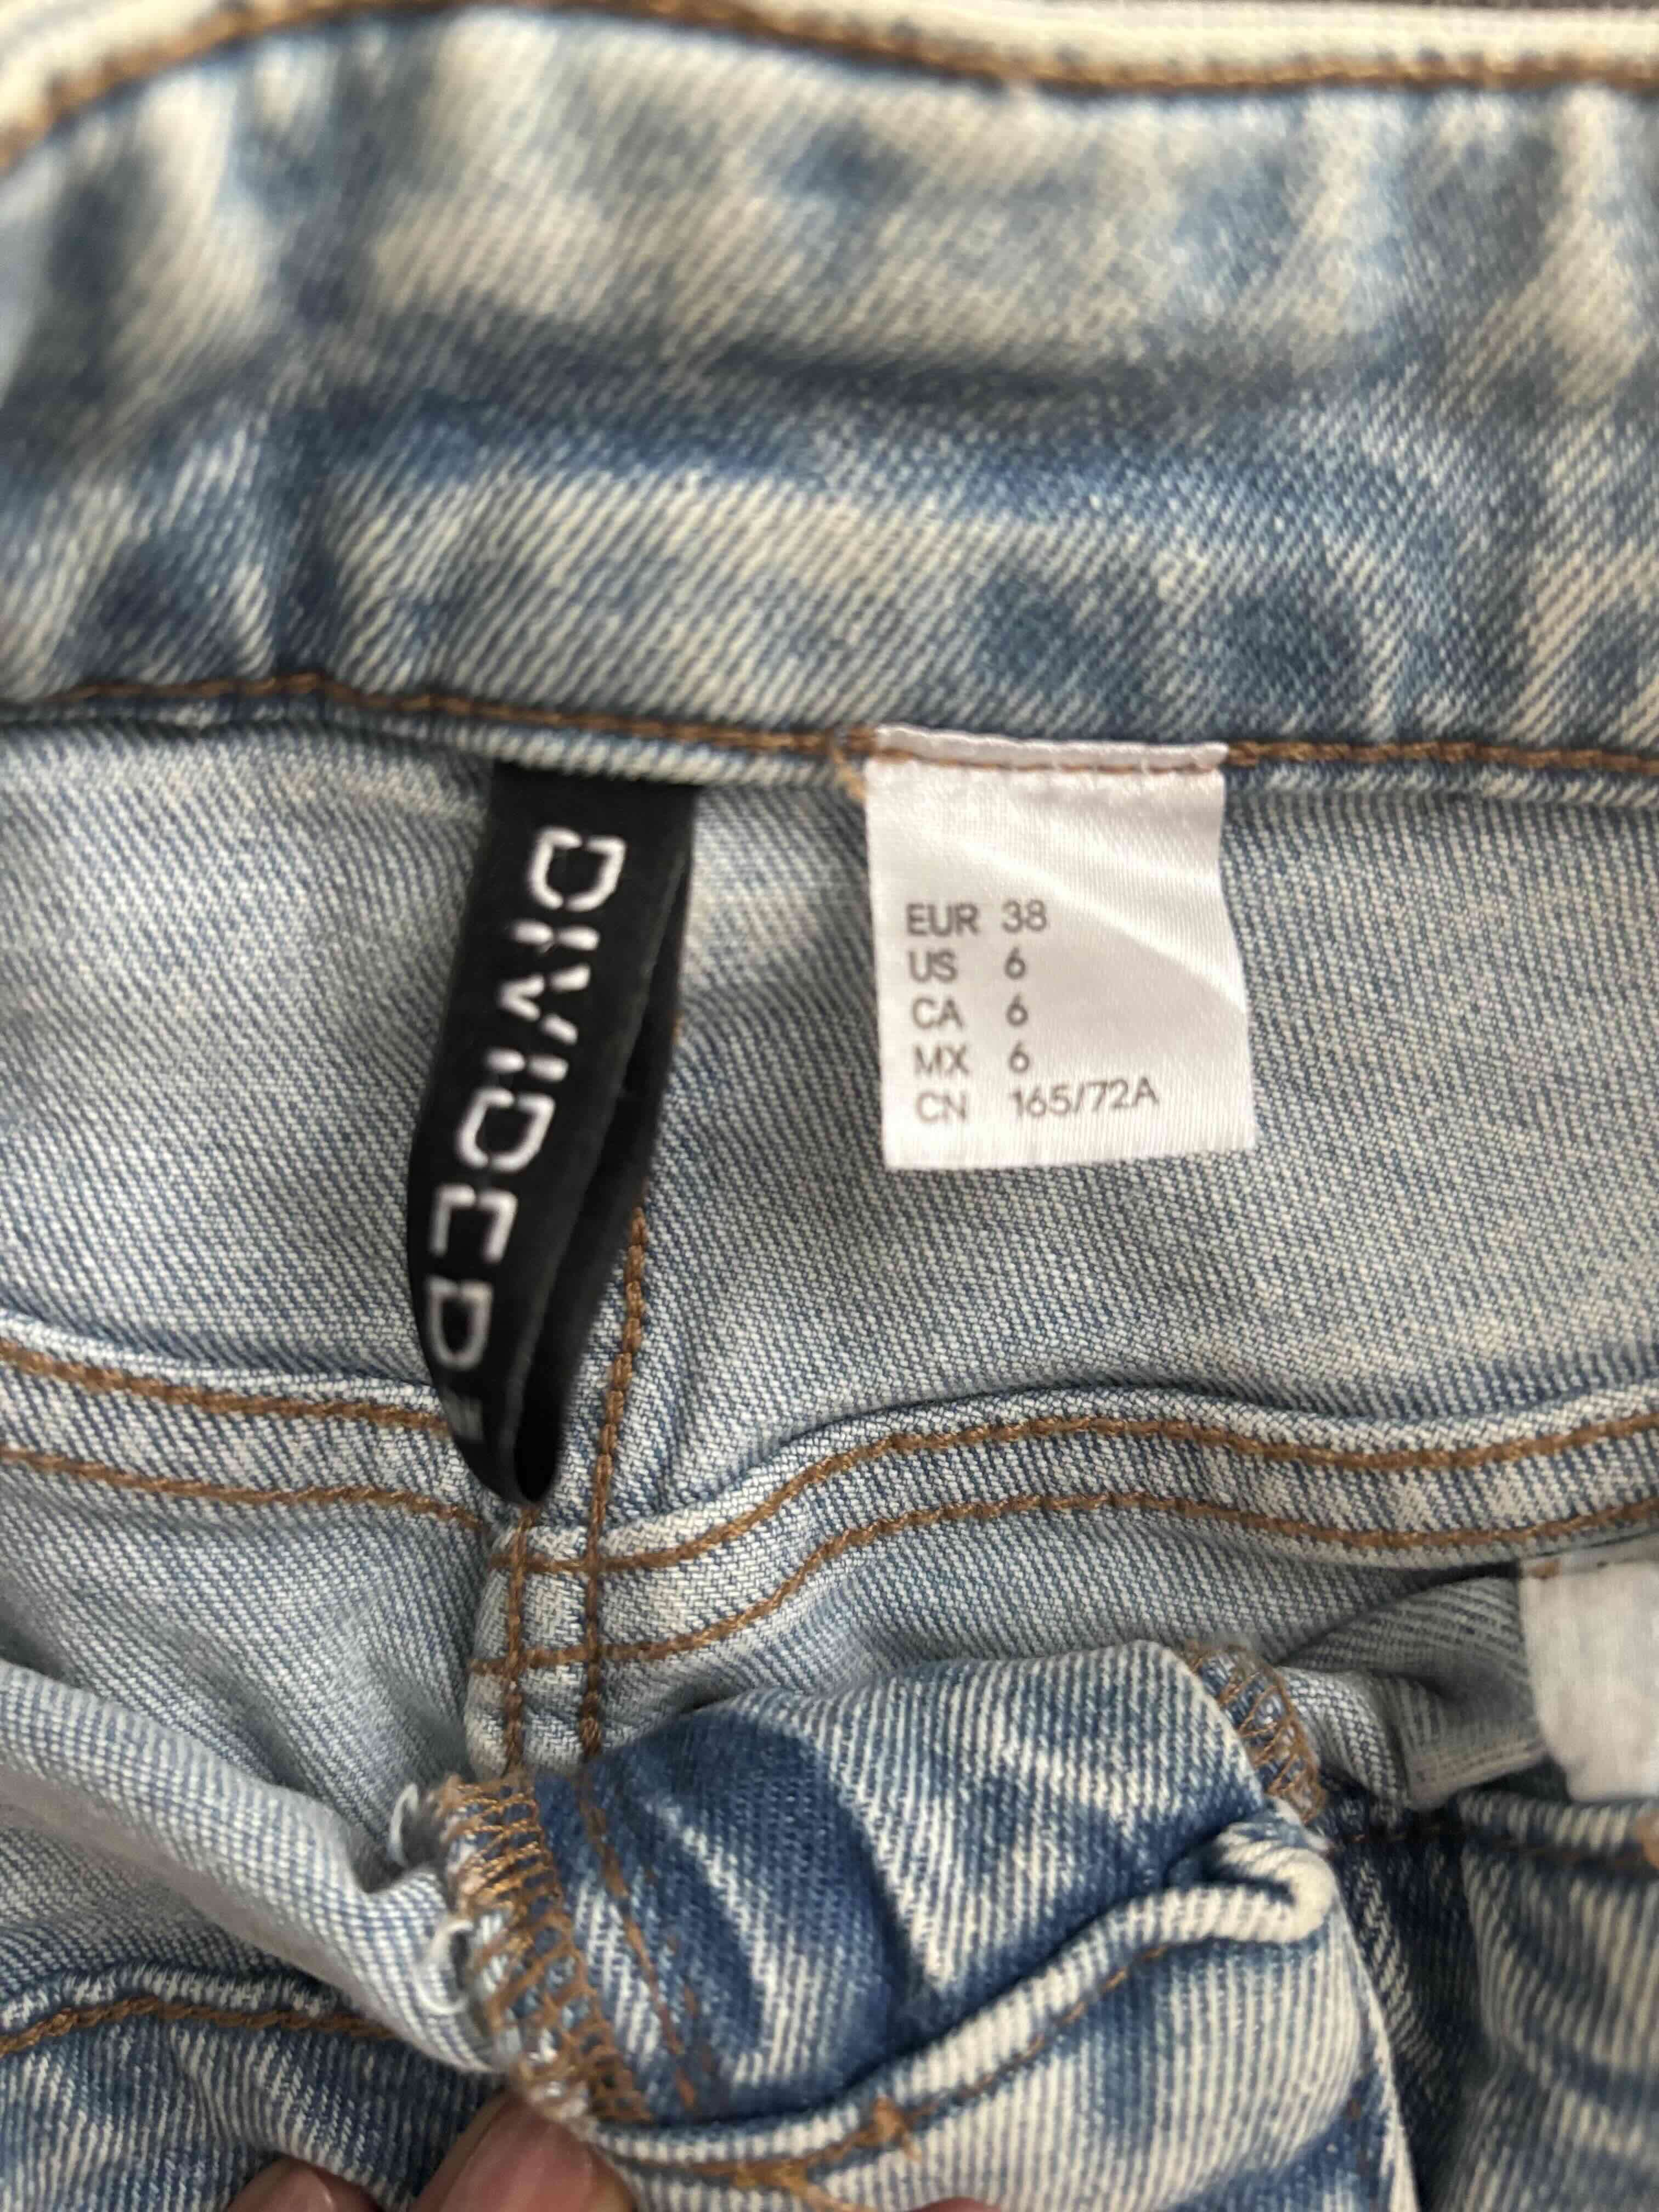 DIVIDED
EUR 38
US 6
CA 6
MX 6
CN 165/72A